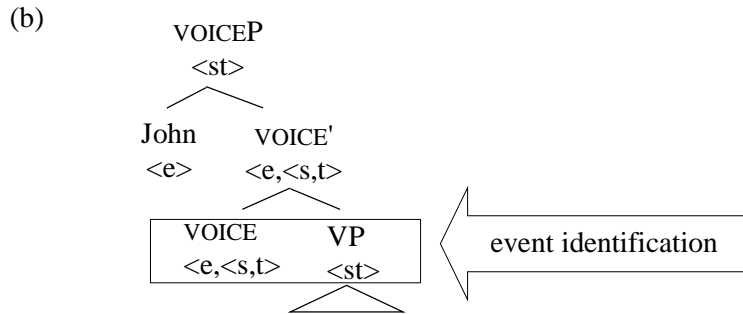 (b)
VOICEP
<st>
John VOICE'
<e> <e,<s,t>
VOICE VP
<e,<s,t> <st>
event identification